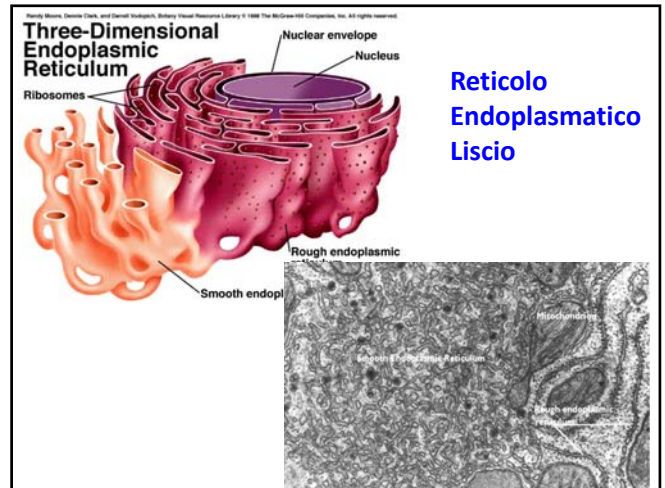 Randy Moore, Dennis Clark, and Darrell Vodopich, Botany Visual Resource Library © 1998 The McGraw-Hill Companies, Inc. All rights reserved.
Three-Dimensional
Endoplasmic
Reticulum
Nuclear envelope
Nucleus
Ribosomes
Rough endoplasmic
reticulum
Smooth endopl
Reticolo
Endoplasmatico
Liscio
Mitochondrion
Smooth Endoplasmic Reticulum
Rough endoplasmic
reticulum